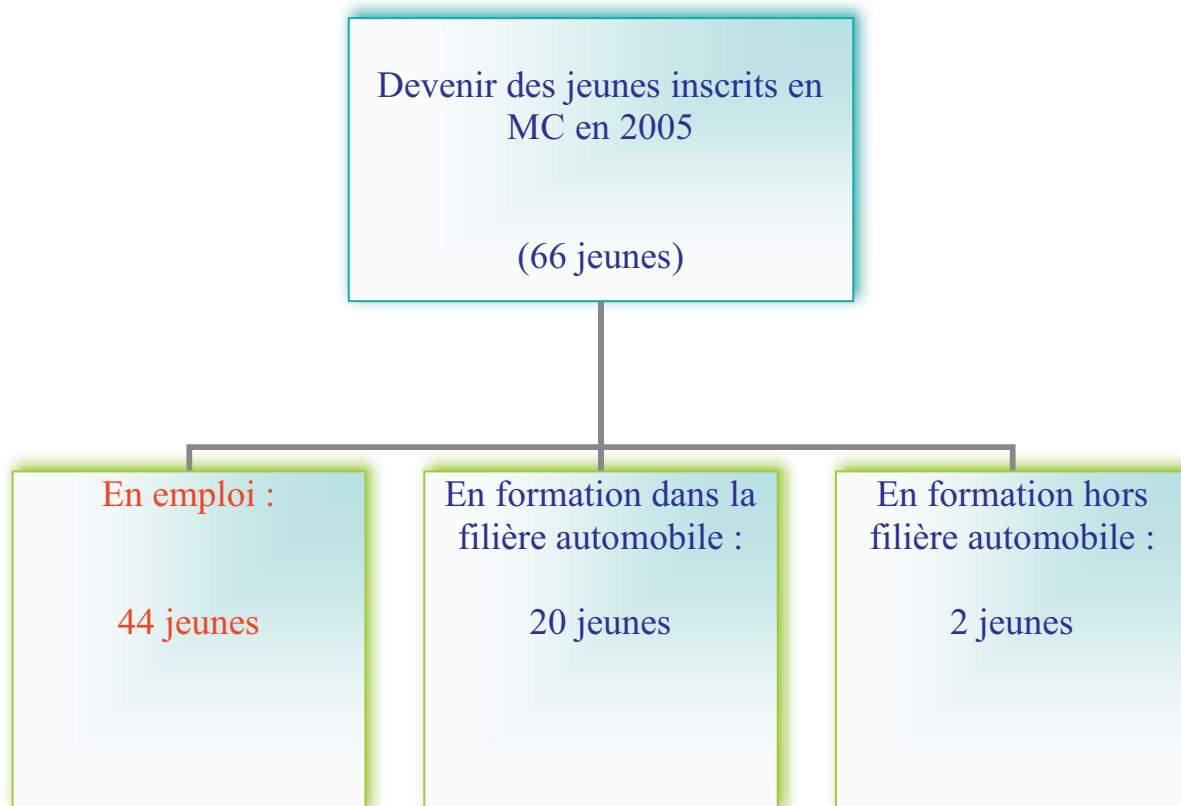 Devenir des jeunes inscrits en
MC en 2005
(66 jeunes)
En emploi :
44 jeunes
En formation dans la
filière automobile :
20 jeunes
En formation hors
filière automobile :
2 jeunes